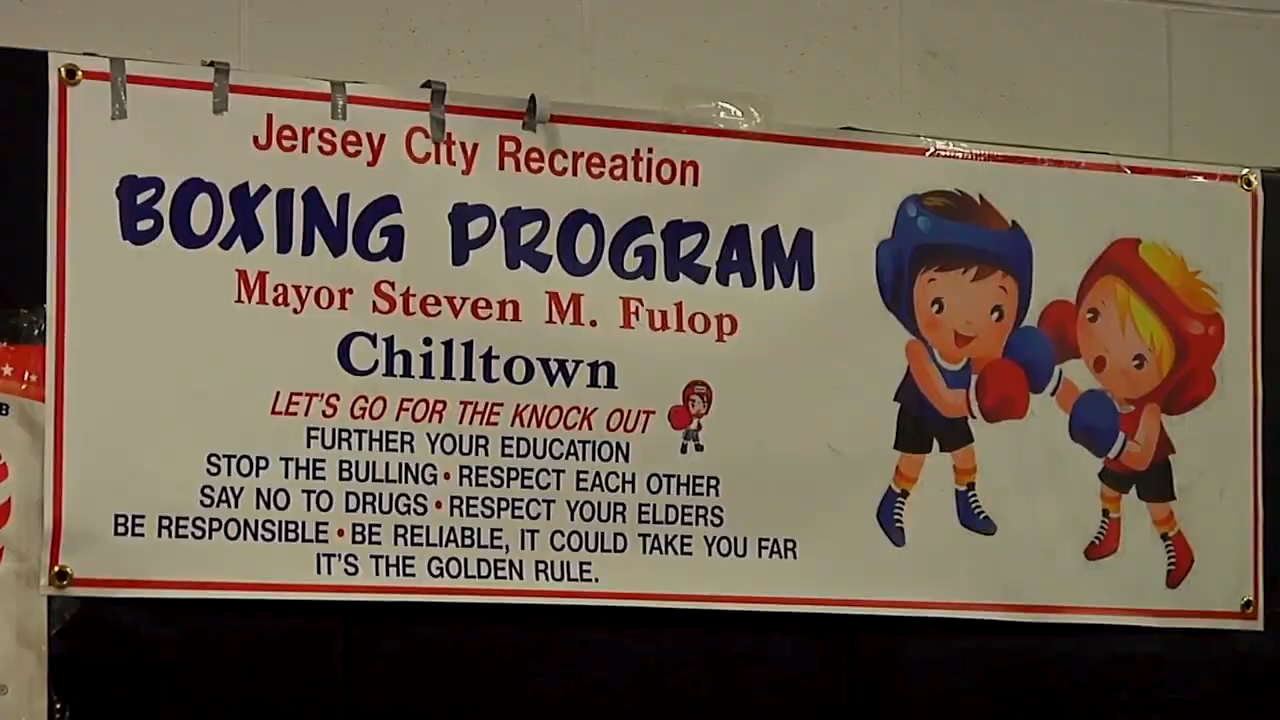 Jersey City Recreation
BOXING PROGRAM
Mayor Steven M. Fulop
Chilltown
LET'S GO FOR THE KNOCK OUT
FURTHER YOUR EDUCATION
STOP THE BULLING • RESPECT EACH OTHER
SAY NO TO DRUGS • RESPECT YOUR ELDERS
BE RESPONSIBLE • BE RELIABLE, IT COULD TAKE YOU FAR
IT'S THE GOLDEN RULE.